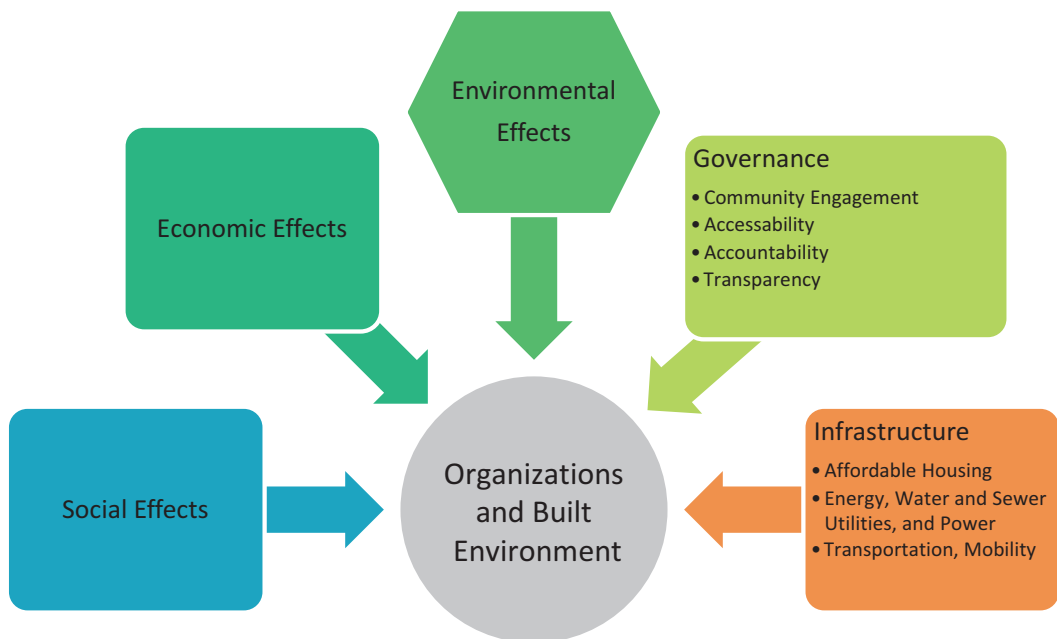 Environmental
Effects
Economic Effects
Governance
• Community Engagement
• Accessability
• Accountability
• Transparency
Social Effects
Organizations
and Built
Environment
Infrastructure
• Affordable Housing
• Energy, Water and Sewer
Utilities, and Power
• Transportation, Mobility